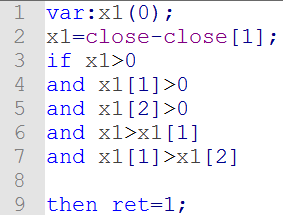 1 var:x1(0);
2 x1=close-close[1];
3 if x1>0
4 and x1[1]>0
5 and x1[2]>0
6 and x1>x1[1]
7 and x1[1]>x1[2]
8
9 then ret=1;